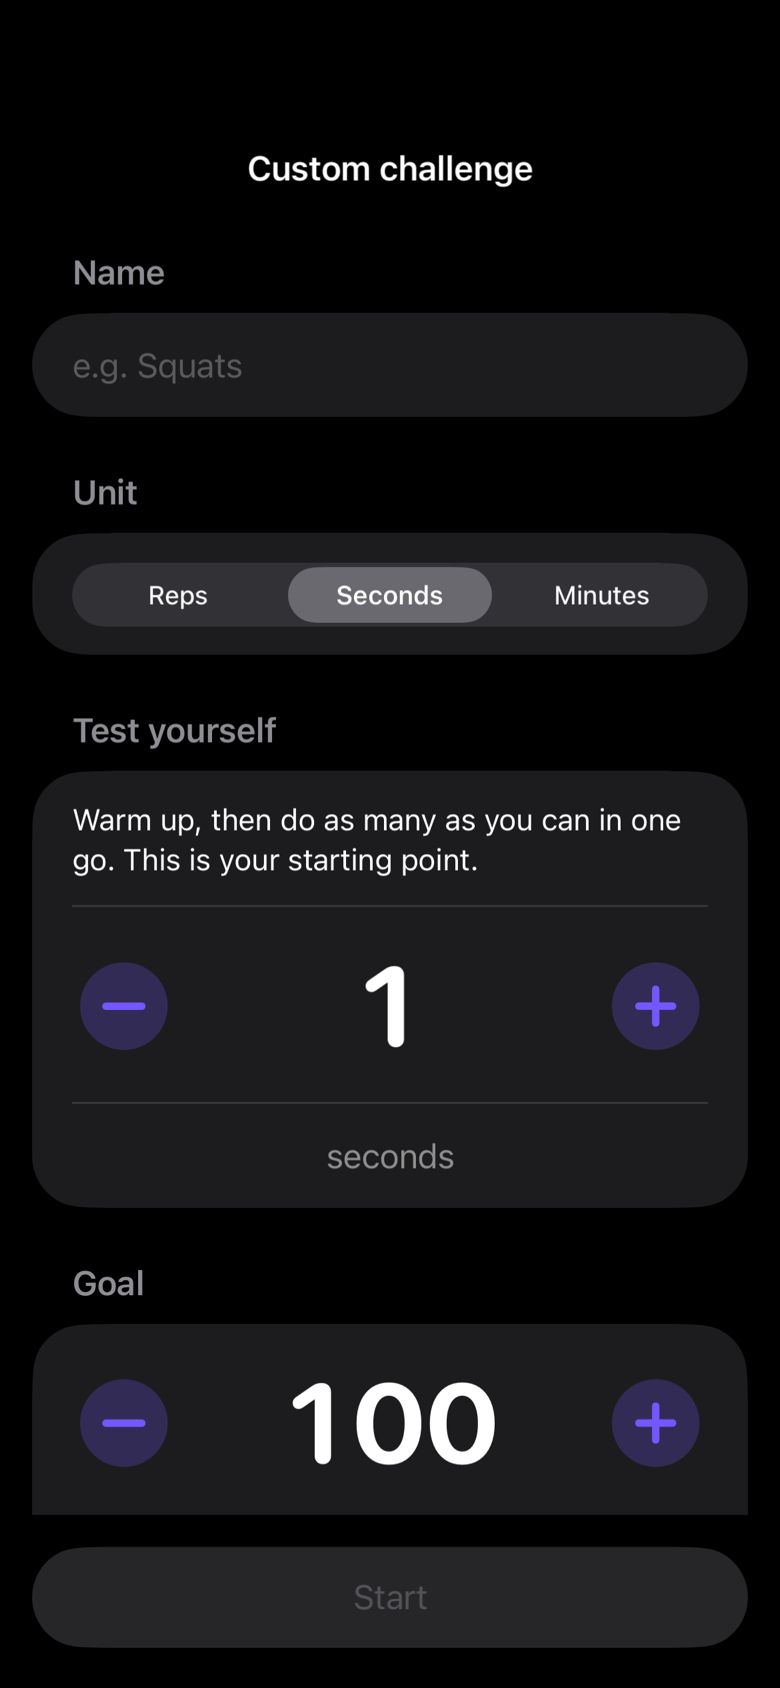 Custom challenge
Name
e.g. Squats
Unit
Reps Seconds Minutes
Test yourself
Warm up, then do as many as you can in one
go. This is your starting point.
1
seconds
Goal
100
Start